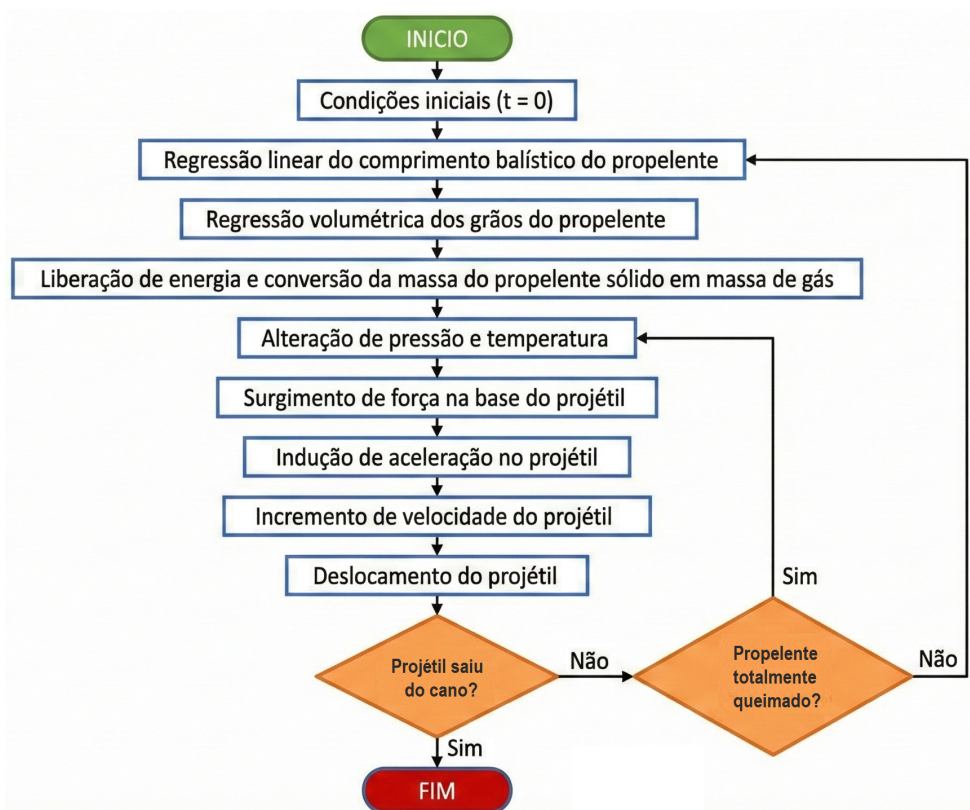 INICIO
Condições iniciais (t = 0)
Regressão linear do comprimento balístico do propelente
Regressão volumétrica dos grãos do propelente
Liberação de energia e conversão da massa do propelente sólido em massa de gás
Alteração de pressão e temperatura
Surgimento de força na base do projétil
Indução de aceleração no projétil
Incremento de velocidade do projétil
Deslocamento do projétil
Projétil saiu
do cano?
Não
Propelente
totalmente
queimado?
Sim
Não
Sim
FIM